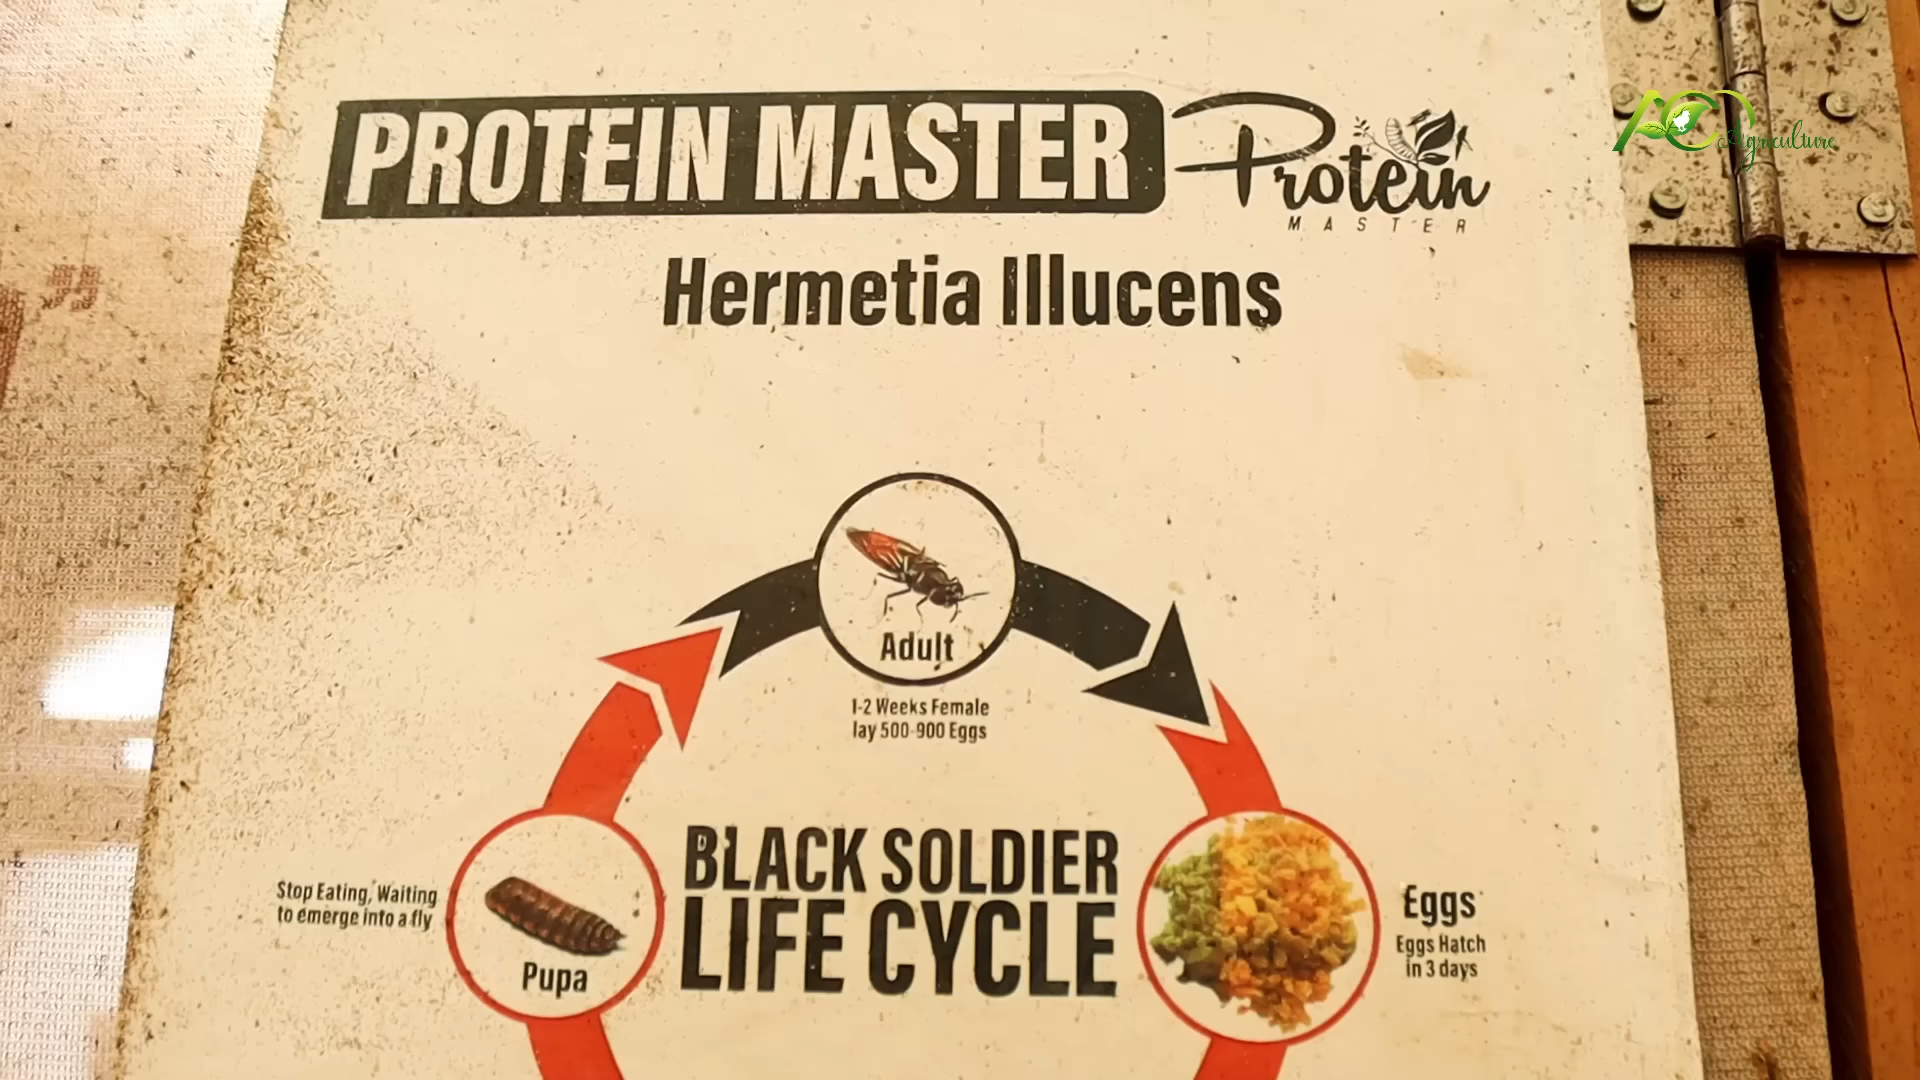 PROTEIN MASTER
Protein
MASTER
AC Agriculture
Hermetia Illucens
Adult
1-2 Weeks Female
lay 500-900 Eggs
BLACK SOLDIER
LIFE CYCLE
Stop Eating, Waiting
to emerge into a fly
Pupa
Eggs
Eggs Hatch
in 3 days